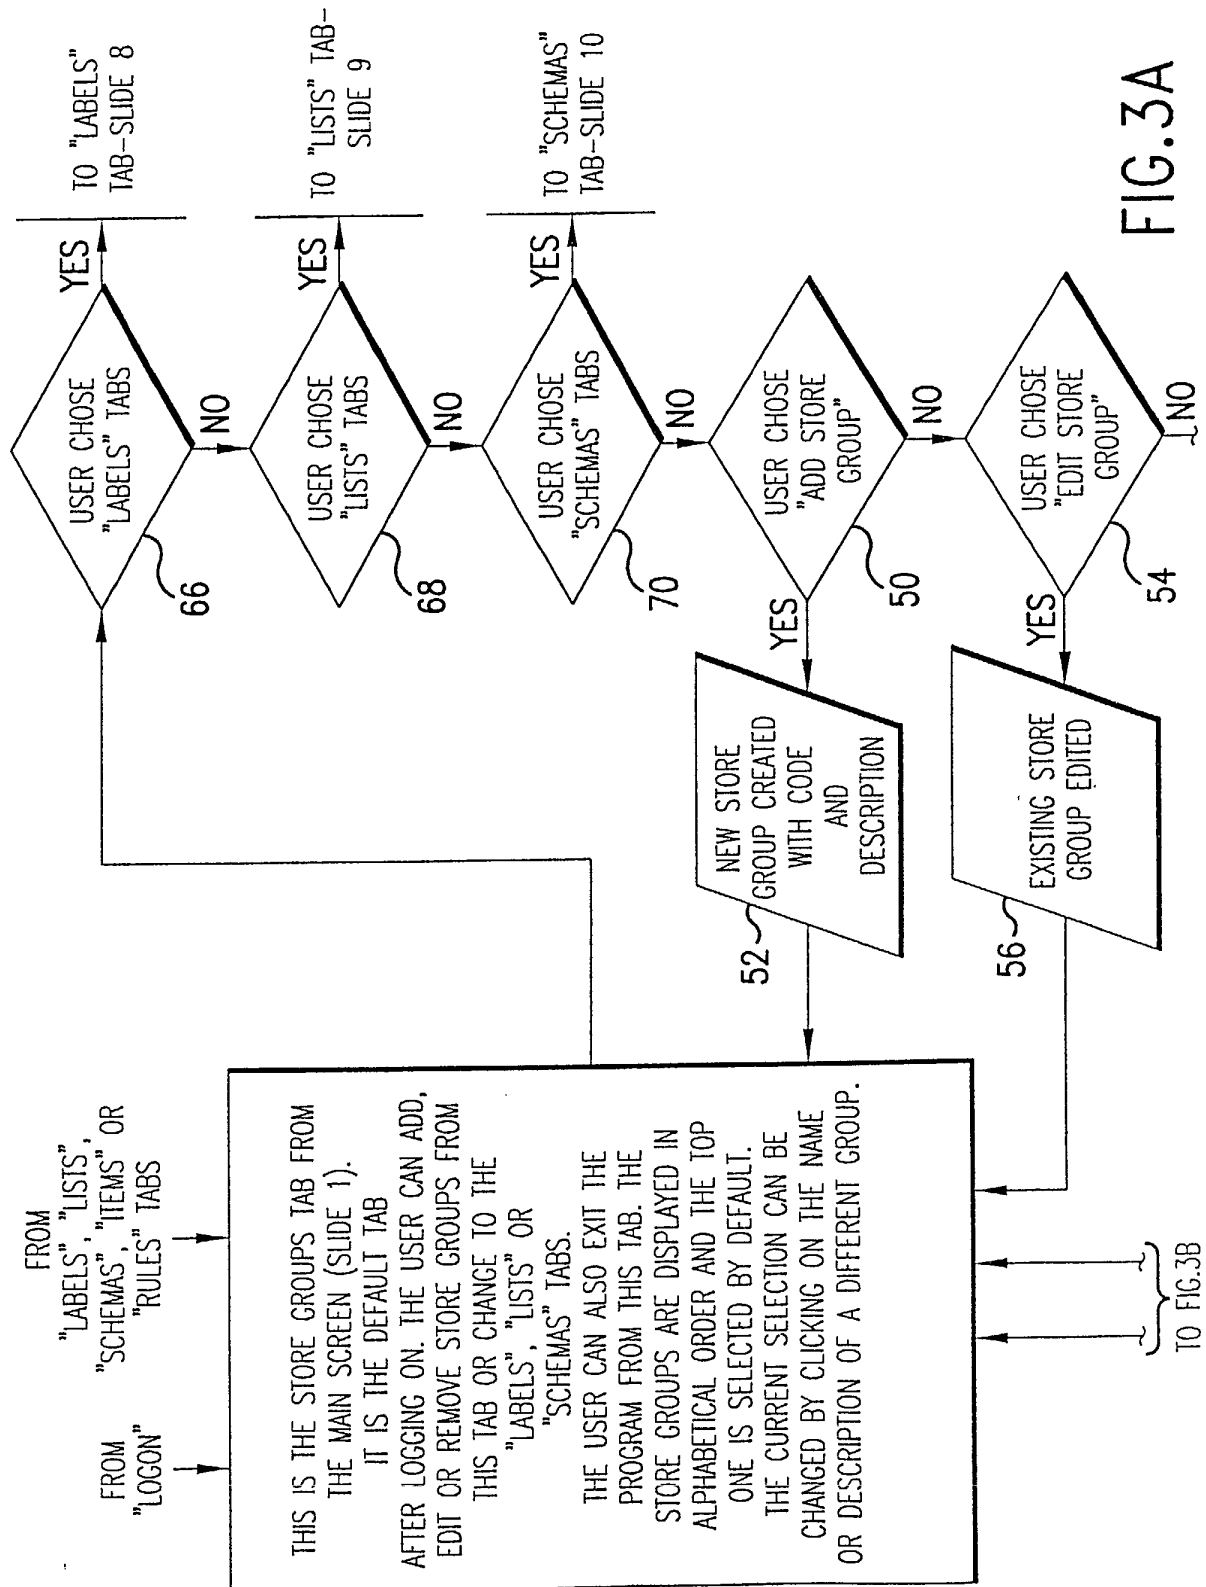 FROM
"LOGON"
FROM
"LABELS", "LISTS",
"SCHEMAS", "ITEMS" OR
"RULES" TABS
THIS IS THE STORE GROUPS TAB FROM
THE MAIN SCREEN (SLIDE 1).
IT IS THE DEFAULT TAB
AFTER LOGGING ON. THE USER CAN ADD,
EDIT OR REMOVE STORE GROUPS FROM
THIS TAB OR CHANGE TO THE
"LABELS", "LISTS" OR
"SCHEMAS" TABS.
THE USER CAN ALSO EXIT THE
PROGRAM FROM THIS TAB. THE
STORE GROUPS ARE DISPLAYED IN
ALPHABETICAL ORDER AND THE TOP
ONE IS SELECTED BY DEFAULT.
THE CURRENT SELECTION CAN BE
CHANGED BY CLICKING ON THE NAME
OR DESCRIPTION OF A DIFFERENT GROUP.
TO FIG.3B
USER CHOSE
"LABELS" TABS
66
YES
TO "LABELS"
TAB-SLIDE 8
NO
USER CHOSE
"LISTS" TABS
68
YES
TO "LISTS" TAB-
SLIDE 9
NO
USER CHOSE
"SCHEMAS" TABS
70
YES
TO "SCHEMAS"
TAB-SLIDE 10
NO
USER CHOSE
"ADD STORE
GROUP"
50
YES
NEW STORE
GROUP CREATED
WITH CODE
AND
DESCRIPTION
52
NO
USER CHOSE
"EDIT STORE
GROUP"
54
YES
EXISTING STORE
GROUP EDITED
56
NO
FIG.3A